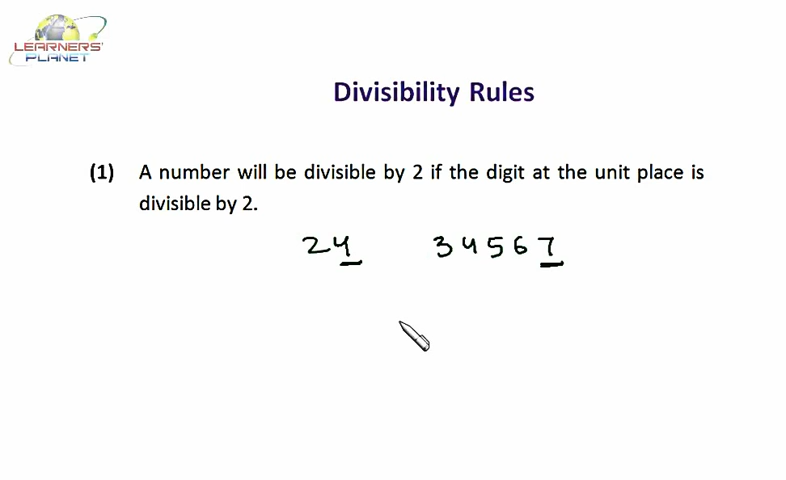 LEARNERS'
PLANET
Divisibility Rules
(1) A number will be divisible by 2 if the digit at the unit place is
divisible by 2.
24 34567